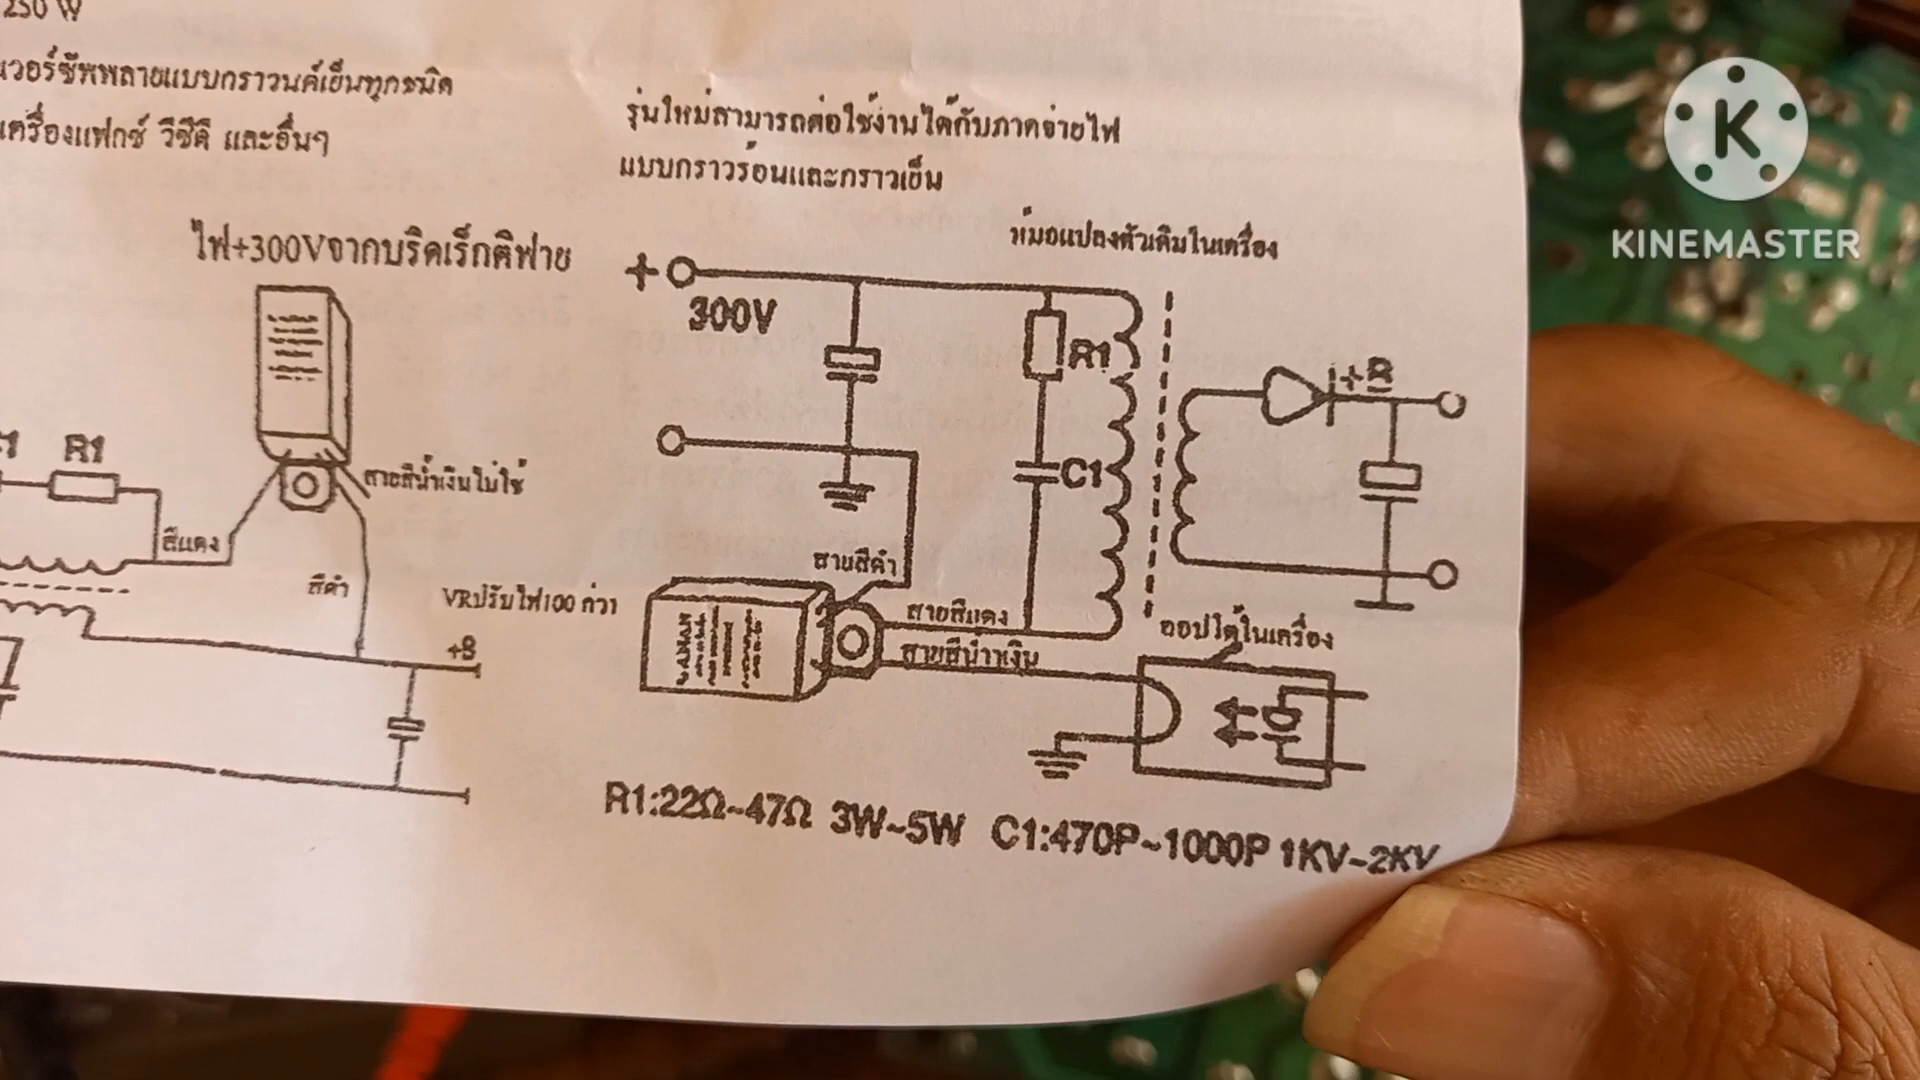 250 W
เวอร์ซัพพลายแบบกราวนด์เย็นทุกชนิด
เครื่องแฟกซ์ วีซีดี และอื่นๆ
ไฟ+300Vจากบริดเร็กติฟาย
R1
สายสีน้ำเงินไม่ใช้
สีแดง
สีดำ
+B
รุ่นใหม่สามารถต่อใช้งานได้กับภาคจ่ายไฟ
แบบกราวร้อนและกราวเย็น
หม้อแปลงตัวเดิมในเครื่อง
+
300V
R1
C1
+B
สายสีดำ
VRปรับไฟ100 กว่า
สายสีแดง
สายสีน้ำเงิน
ออปโต้ในเครื่อง
R1:22Ω~47Ω 3W~5W C1:470P~1000P 1KV~2KV
K
KINEMASTER